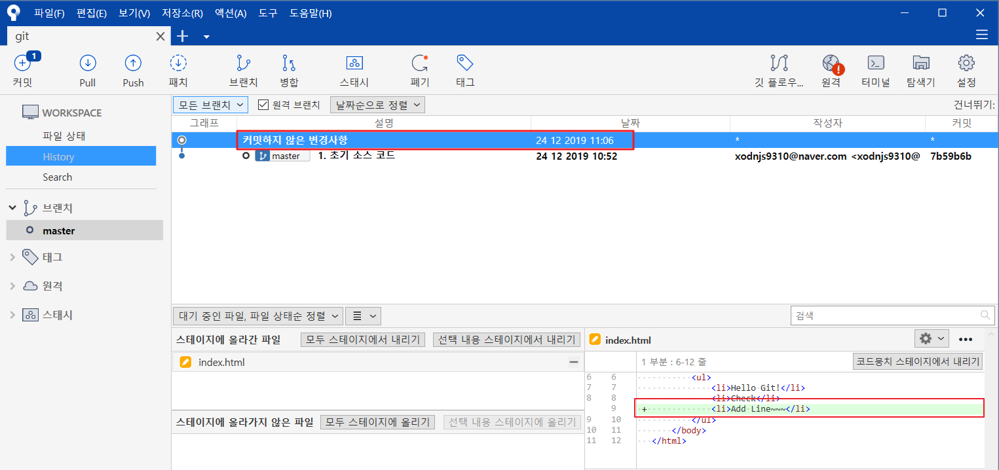 파일(F) 편집(E) 보기(V) 저장소(R) 액션(A) 도구 도움말(H)
git
1
커밋 Pull Push 패치 브랜치 병합 스태시 폐기 태그 깃 플로우... 원격 터미널 탐색기 설정
WORKSPACE
파일 상태
History
Search
브랜치
master
태그
원격
스태시
모든 브랜치 원격 브랜치 날짜순으로 정렬 건너뛰기:
그래프 설명 날짜 작성자 커밋
커밋하지 않은 변경사항 24 12 2019 11:06 * *
master 1. 초기 소스 코드 24 12 2019 10:52 xodnjs9310@naver.com <xodnjs9310@ 7b59b6b
대기 중인 파일, 파일 상태순 정렬 검색
스테이지에 올라간 파일 모두 스테이지에서 내리기 선택 내용 스테이지에서 내리기
index.html
스테이지에 올라가지 않은 파일 모두 스테이지에 올리기 선택 내용 스테이지에 올리기
index.html
1 부분 : 6-12 줄 코드뭉치 스테이지에서 내리기
6 6 <ul>
7 7 <li>Hello·Git!</li>
8 8 <li>Check</li>
9 + <li>Add·Line~~~</li>
9 10 </ul>
10 11 </body>
11 12 </html>